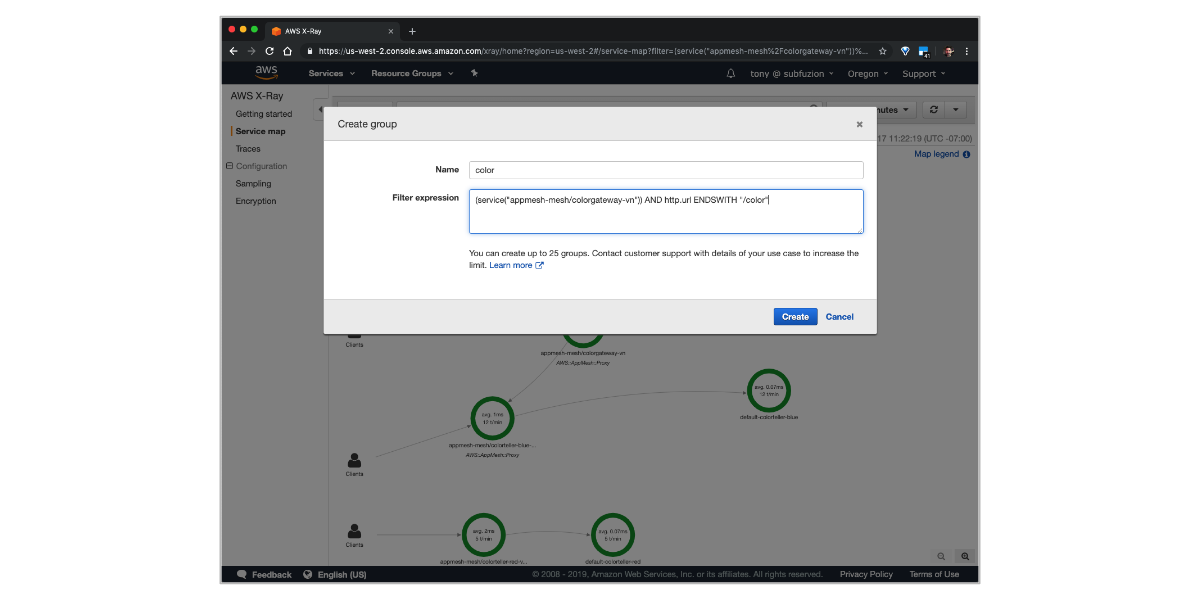 AWS X-Ray
https://us-west-2.console.aws.amazon.com/xray/home?region=us-west-2#/service-map?filter=(service("appmesh-mesh%2Fcolorgateway-vn"))%...
41
aws
Services
Resource Groups
tony @ subfuzion
Oregon
Support
AWS X-Ray
Getting started
Service map
Traces
Configuration
Sampling
Encryption
nutes
17 11:22:19 (UTC -07:00)
Map legend
Create group
Name
color
Filter expression
(service("appmesh-mesh/colorgateway-vn")) AND http.url ENDSWITH "/color"
You can create up to 25 groups. Contact customer support with details of your use case to increase the
limit. Learn more
Create
Cancel
Clients
appmesh-mesh/colorgateway-vn
AWS::AppMesh::Proxy
avg. 0.07ms
12 t/min
default-colorteller-blue
avg. 1ms
12 t/min
appmesh-mesh/colorteller-blue-...
AWS::AppMesh::Proxy
Clients
Clients
avg. 2ms
5 t/min
appmesh-mesh/colorteller-red-v...
avg. 0.07ms
5 t/min
default-colorteller-red
Feedback
English (US)
© 2008 - 2019, Amazon Web Services, Inc. or its affiliates. All rights reserved.
Privacy Policy
Terms of Use